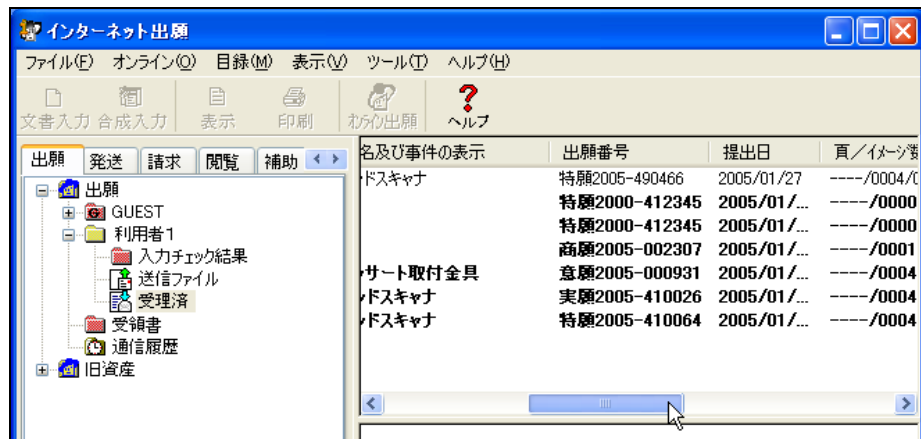 インターネット出願
ファイル(F) オンライン(O) 目録(M) 表示(V) ツール(T) ヘルプ(H)
文書入力 合成入力 表示 印刷 オンライン出願 ヘルプ
出願 発送 請求 閲覧 補助
名及び事件の表示 出願番号 提出日 頁/イメージ数
出願
GUEST
利用者1
入力チェック結果
送信ファイル
受理済
受領書
通信履歴
旧資産
ドスキャナ 特願2005-490466 2005/01/27 ----/0004/0
特願2000-412345 2005/01/... ----/0000
特願2000-412345 2005/01/... ----/0000
商願2005-002307 2005/01/... ----/0001
サート取付金具 意願2005-000931 2005/01/... ----/0004
ドスキャナ 実願2005-410026 2005/01/... ----/0004
ドスキャナ 特願2005-410064 2005/01/... ----/0004